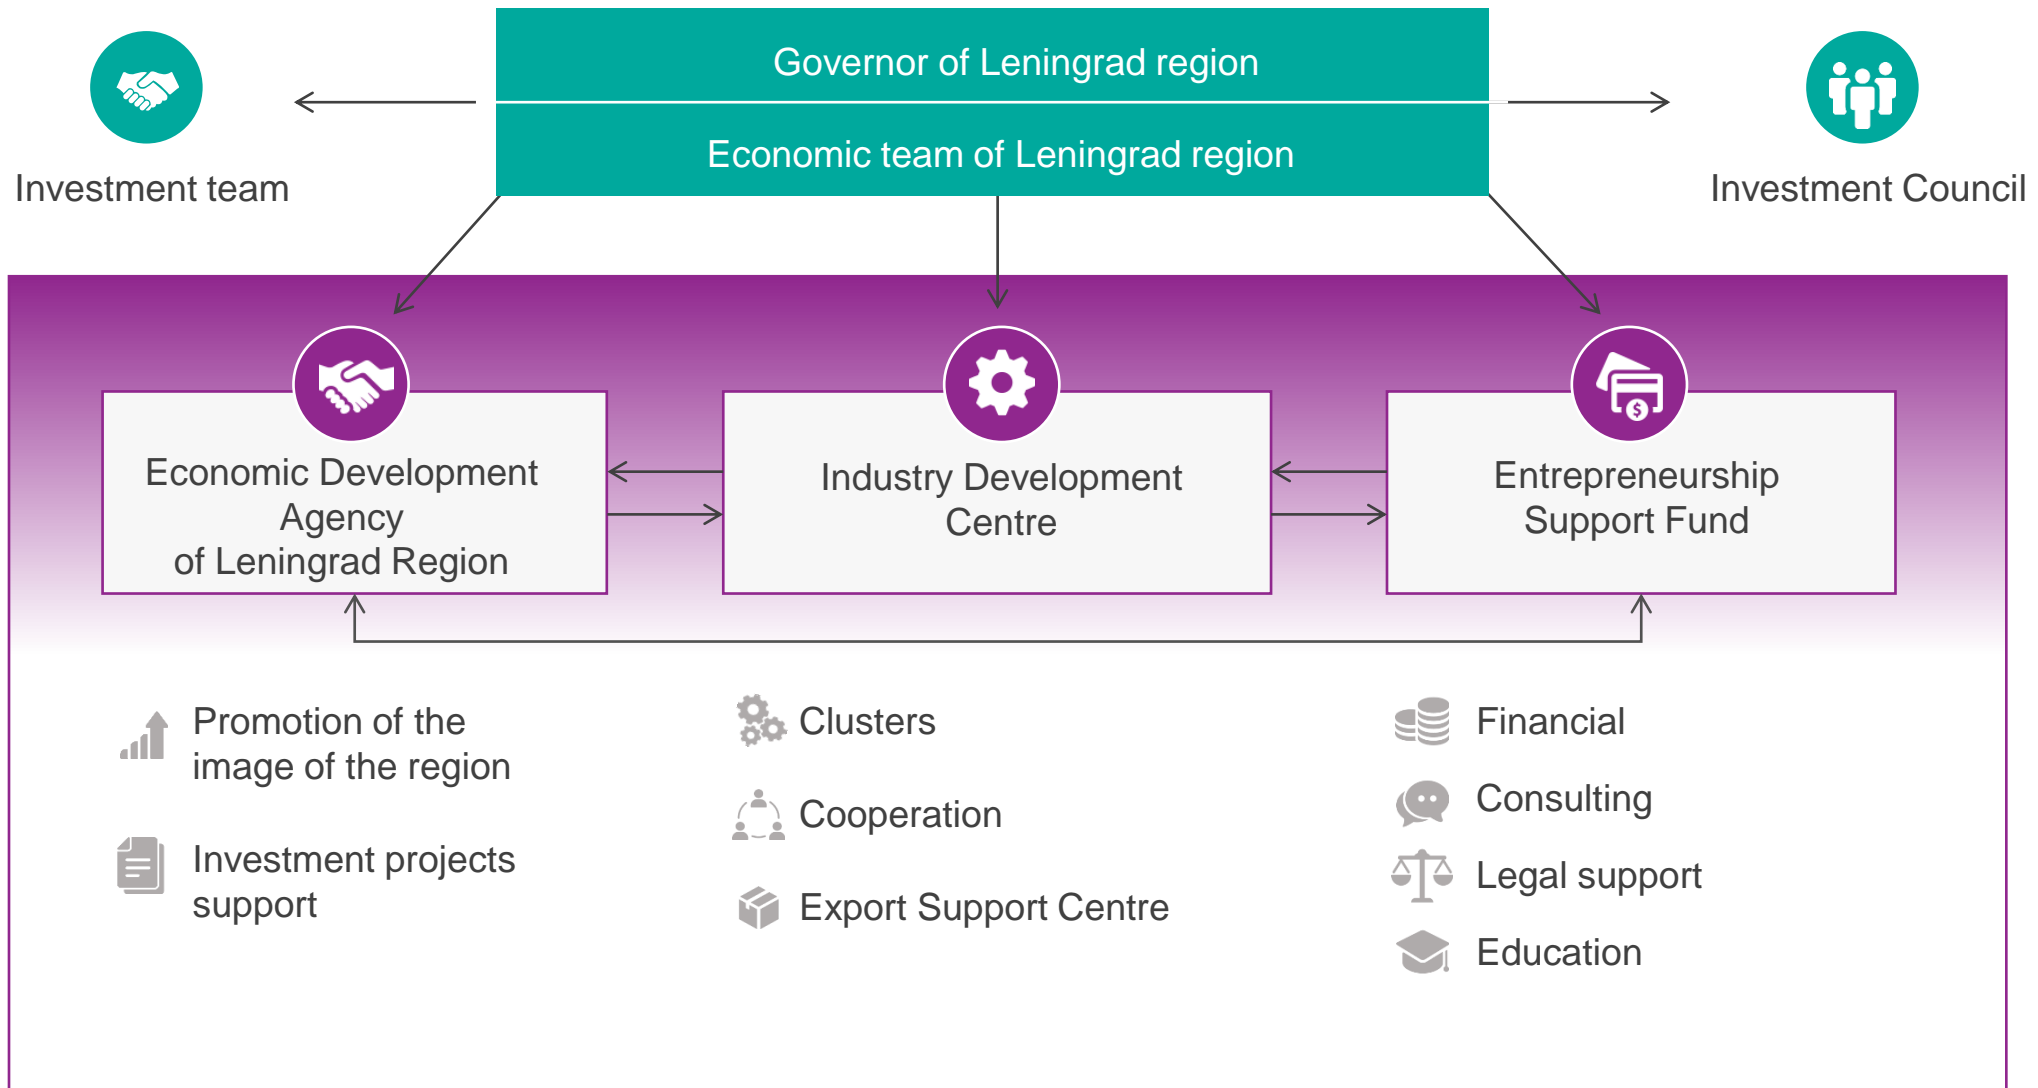 Governor of Leningrad region
Economic team of Leningrad region
Investment team
Investment Council
Economic Development
Agency
of Leningrad Region
Industry Development
Centre
Entrepreneurship
Support Fund
$
Promotion of the
image of the region
Investment projects
support
Clusters
Cooperation
Export Support Centre
Financial
Consulting
Legal support
Education